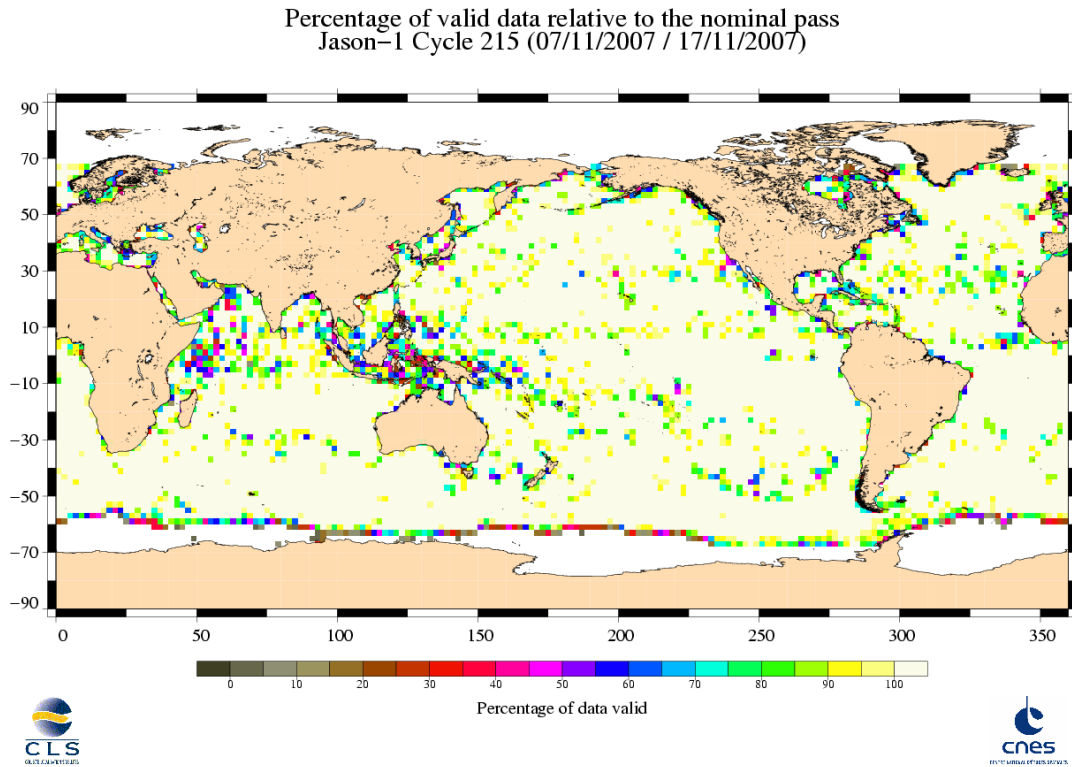 Percentage of valid data relative to the nominal pass
Jason−1 Cycle 215 (07/11/2007 / 17/11/2007)
90
70
50
30
10
−10
−30
−50
−70
−90
0 50 100 150 200 250 300 350
0 10 20 30 40 50 60 70 80 90 100
Percentage of data valid
CLS
cnes